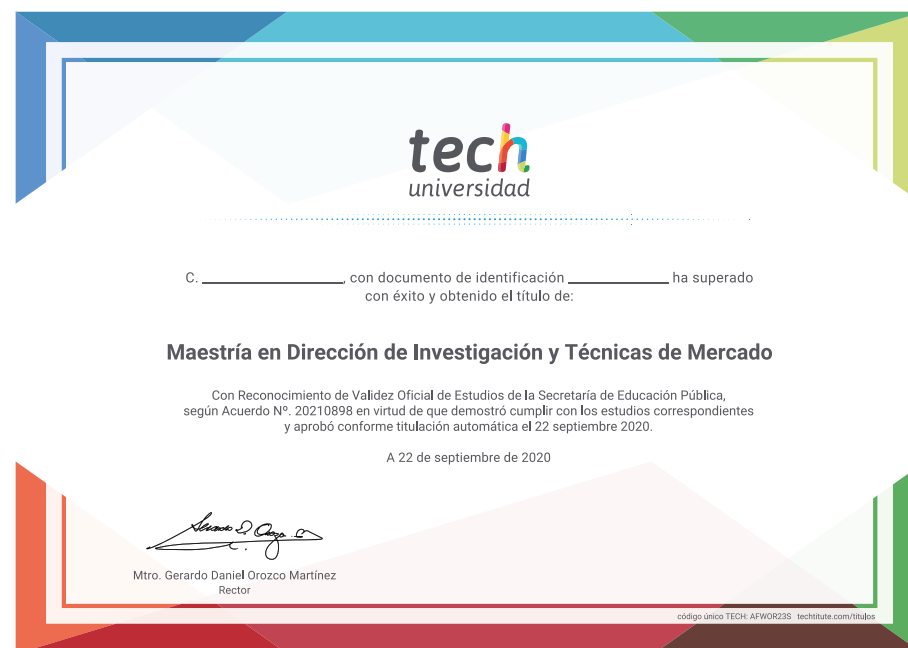 tech
universidad
C. ____________, con documento de identificación ____________ ha superado
con éxito y obtenido el título de:
Maestría en Dirección de Investigación y Técnicas de Mercado
Con Reconocimiento de Validez Oficial de Estudios de la Secretaría de Educación Pública,
según Acuerdo Nº. 20210898 en virtud de que demostró cumplir con los estudios correspondientes
y aprobó conforme titulación automática el 22 septiembre 2020.
A 22 de septiembre de 2020
Mtro. Gerardo Daniel Orozco Martínez
Rector
código único TECH: AFWOR23S techtitute.com/titulos